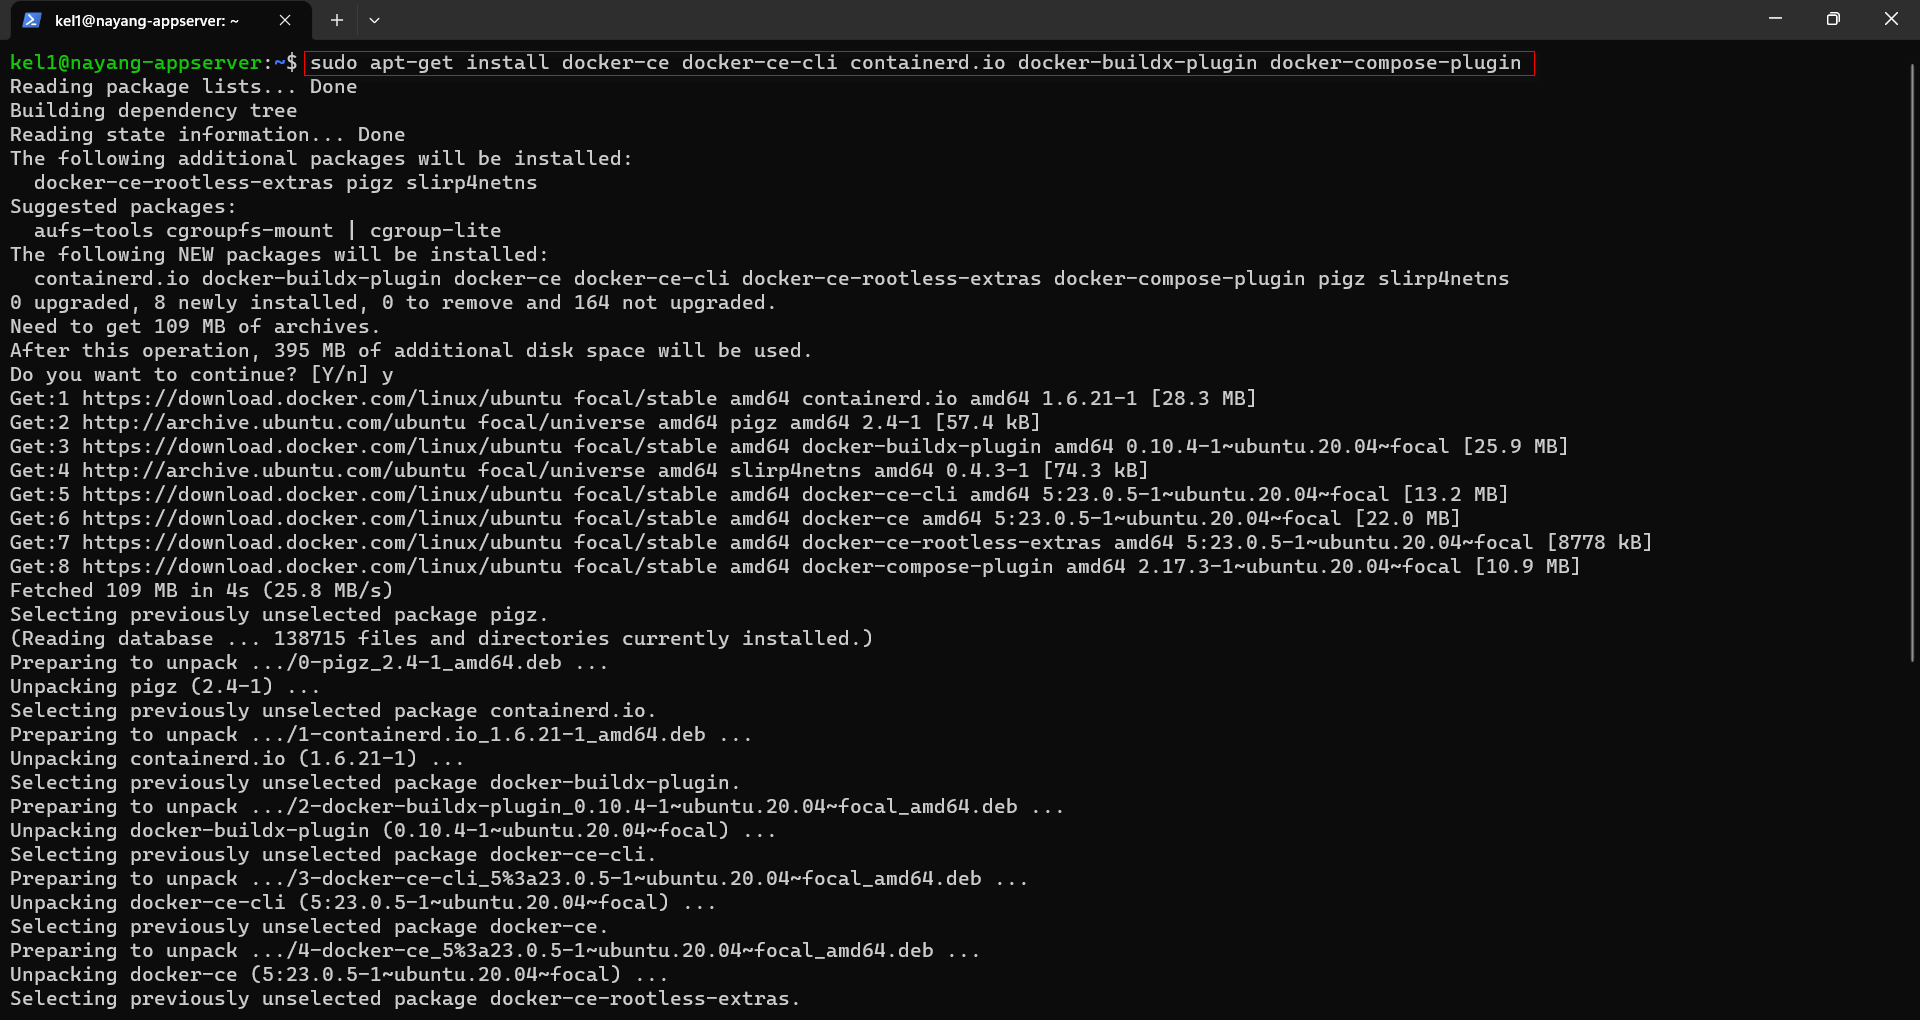 kel1@nayang-appserver: ~
kel1@nayang-appserver:~$ sudo apt-get install docker-ce docker-ce-cli containerd.io docker-buildx-plugin docker-compose-plugin
Reading package lists... Done
Building dependency tree
Reading state information... Done
The following additional packages will be installed:
  docker-ce-rootless-extras pigz slirp4netns
Suggested packages:
  aufs-tools cgroupfs-mount | cgroup-lite
The following NEW packages will be installed:
  containerd.io docker-buildx-plugin docker-ce docker-ce-cli docker-ce-rootless-extras docker-compose-plugin pigz slirp4netns
0 upgraded, 8 newly installed, 0 to remove and 164 not upgraded.
Need to get 109 MB of archives.
After this operation, 395 MB of additional disk space will be used.
Do you want to continue? [Y/n] y
Get:1 https://download.docker.com/linux/ubuntu focal/stable amd64 containerd.io amd64 1.6.21-1 [28.3 MB]
Get:2 http://archive.ubuntu.com/ubuntu focal/universe amd64 pigz amd64 2.4-1 [57.4 kB]
Get:3 https://download.docker.com/linux/ubuntu focal/stable amd64 docker-buildx-plugin amd64 0.10.4-1~ubuntu.20.04~focal [25.9 MB]
Get:4 http://archive.ubuntu.com/ubuntu focal/universe amd64 slirp4netns amd64 0.4.3-1 [74.3 kB]
Get:5 https://download.docker.com/linux/ubuntu focal/stable amd64 docker-ce-cli amd64 5:23.0.5-1~ubuntu.20.04~focal [13.2 MB]
Get:6 https://download.docker.com/linux/ubuntu focal/stable amd64 docker-ce amd64 5:23.0.5-1~ubuntu.20.04~focal [22.0 MB]
Get:7 https://download.docker.com/linux/ubuntu focal/stable amd64 docker-ce-rootless-extras amd64 5:23.0.5-1~ubuntu.20.04~focal [8778 kB]
Get:8 https://download.docker.com/linux/ubuntu focal/stable amd64 docker-compose-plugin amd64 2.17.3-1~ubuntu.20.04~focal [10.9 MB]
Fetched 109 MB in 4s (25.8 MB/s)
Selecting previously unselected package pigz.
(Reading database ... 138715 files and directories currently installed.)
Preparing to unpack .../0-pigz_2.4-1_amd64.deb ...
Unpacking pigz (2.4-1) ...
Selecting previously unselected package containerd.io.
Preparing to unpack .../1-containerd.io_1.6.21-1_amd64.deb ...
Unpacking containerd.io (1.6.21-1) ...
Selecting previously unselected package docker-buildx-plugin.
Preparing to unpack .../2-docker-buildx-plugin_0.10.4-1~ubuntu.20.04~focal_amd64.deb ...
Unpacking docker-buildx-plugin (0.10.4-1~ubuntu.20.04~focal) ...
Selecting previously unselected package docker-ce-cli.
Preparing to unpack .../3-docker-ce-cli_5%3a23.0.5-1~ubuntu.20.04~focal_amd64.deb ...
Unpacking docker-ce-cli (5:23.0.5-1~ubuntu.20.04~focal) ...
Selecting previously unselected package docker-ce.
Preparing to unpack .../4-docker-ce_5%3a23.0.5-1~ubuntu.20.04~focal_amd64.deb ...
Unpacking docker-ce (5:23.0.5-1~ubuntu.20.04~focal) ...
Selecting previously unselected package docker-ce-rootless-extras.